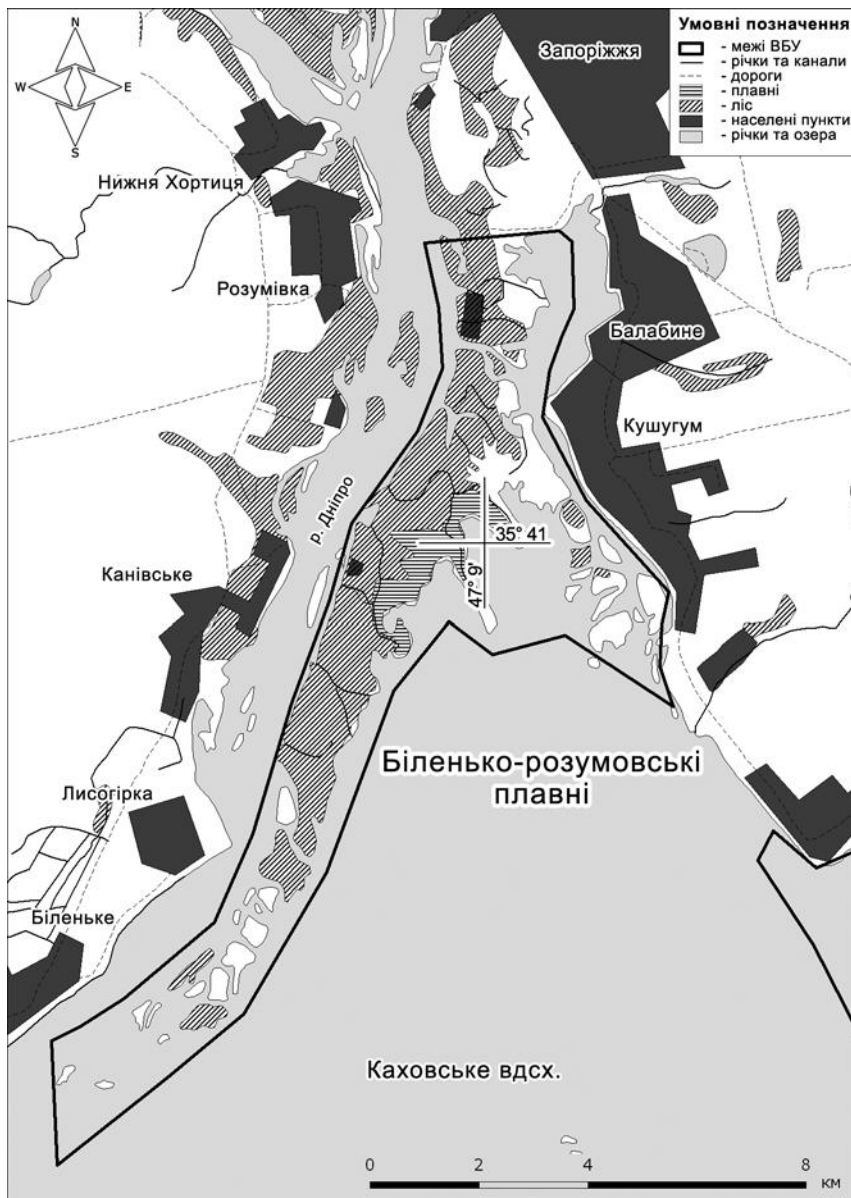 Умовні позначення
- межі ВБУ
- річки та канали
- дороги
- плавні
- ліс
- населені пункти
- річки та озера
N
W E
S
Запоріжжя
Нижня Хортиця
Розумівка
Балабине
Кушугум
р. Дніпро
35° 41
47° 9'
Канівське
Біленько-розумовські
плавні
Лисогірка
Біленьке
Каховське вдсх.
0 2 4 8
км